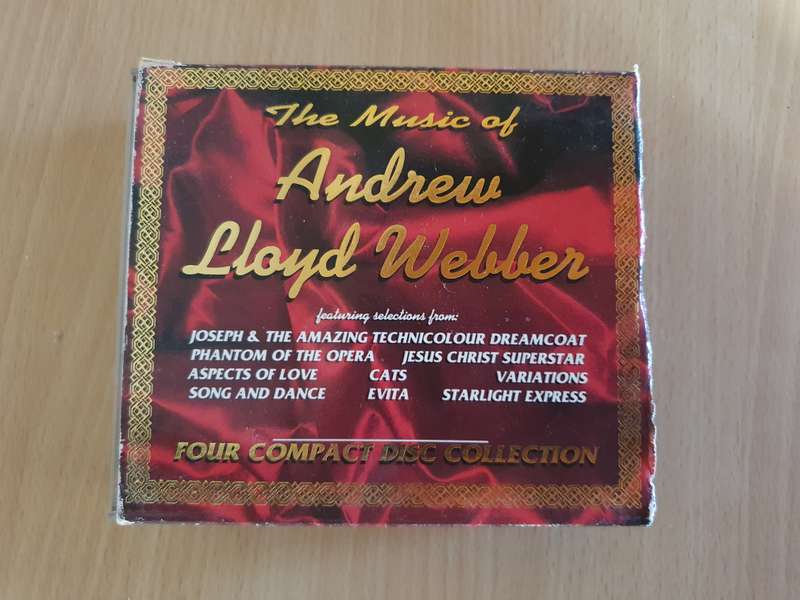 The Music of
Andrew
Lloyd Webber
featuring selections from:
JOSEPH & THE AMAZING TECHNICOLOUR DREAMCOAT
PHANTOM OF THE OPERA JESUS CHRIST SUPERSTAR
ASPECTS OF LOVE CATS VARIATIONS
SONG AND DANCE EVITA STARLIGHT EXPRESS
FOUR COMPACT DISC COLLECTION